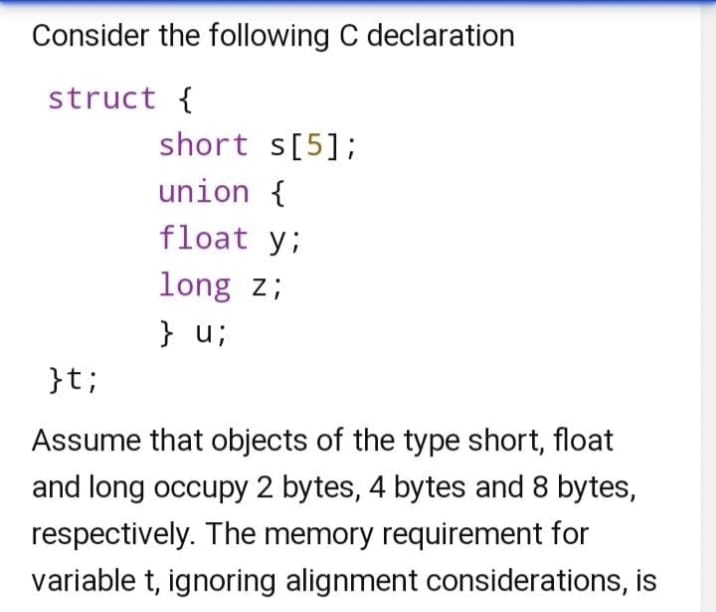 Consider the following C declaration
struct {
short s[5];
union {
float y;
long z;
} u;
}t;
Assume that objects of the type short, float
and long occupy 2 bytes, 4 bytes and 8 bytes,
respectively. The memory requirement for
variable t, ignoring alignment considerations, is